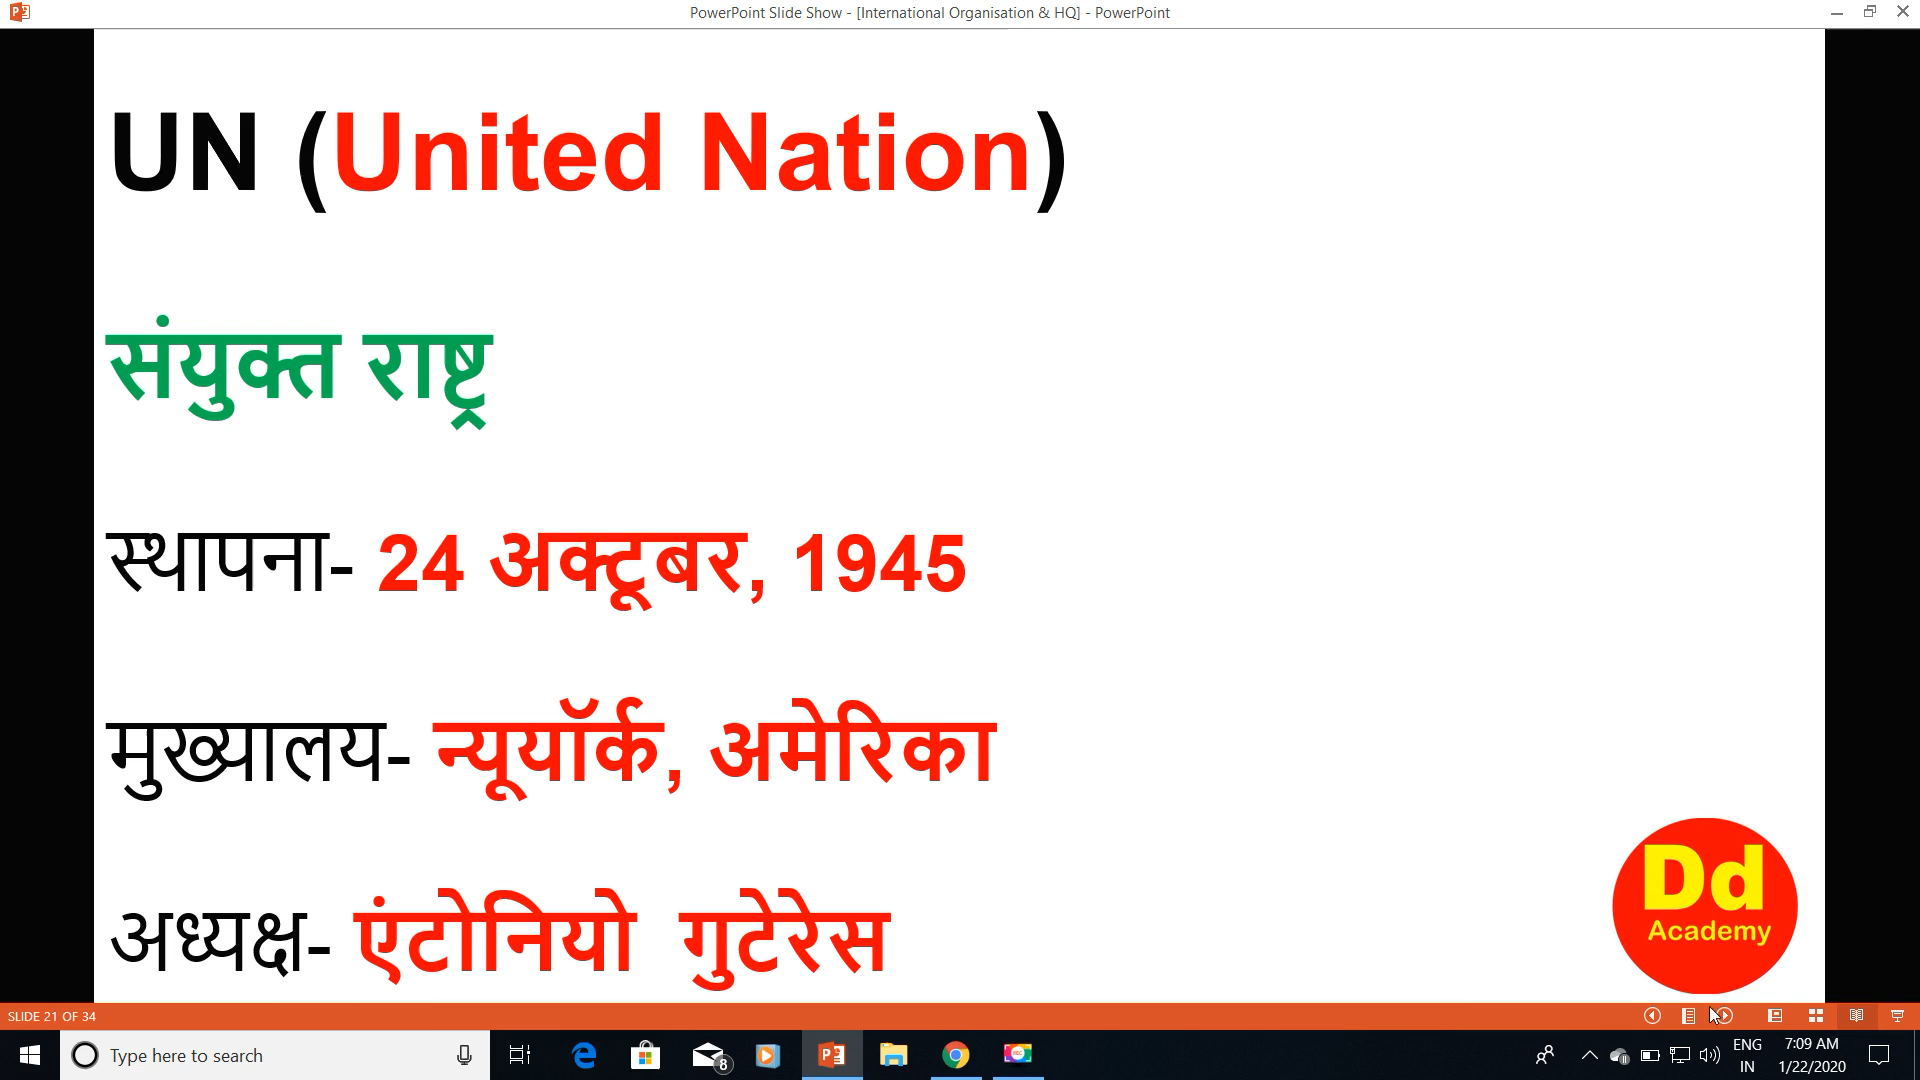 PowerPoint Slide Show - [International Organisation & HQ] - PowerPoint
UN (United Nation)
संयुक्त राष्ट्र
स्थापना- 24 अक्टूबर, 1945
मुख्यालय- न्यूयॉर्क, अमेरिका
अध्यक्ष- एंटोनियो गुटेरेस
Dd
Academy
SLIDE 21 OF 34
Type here to search
8
ENG
IN
7:09 AM
1/22/2020